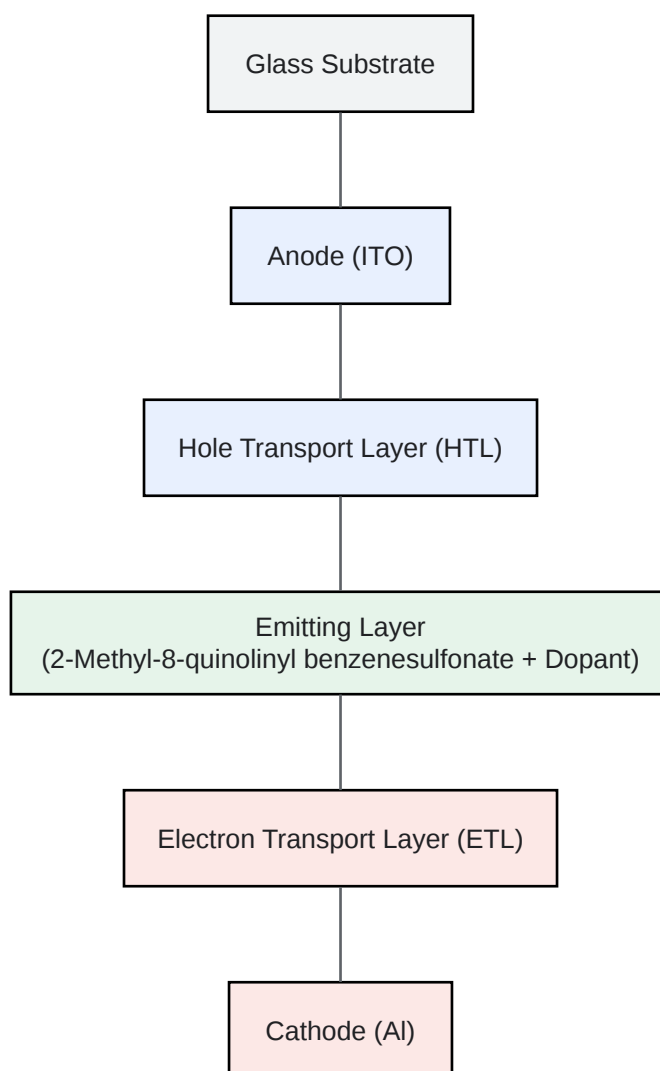 Glass Substrate
Anode (ITO)
Hole Transport Layer (HTL)
Emitting Layer
(2-Methyl-8-quinolinyl benzenesulfonate + Dopant)
Electron Transport Layer (ETL)
Cathode (Al)